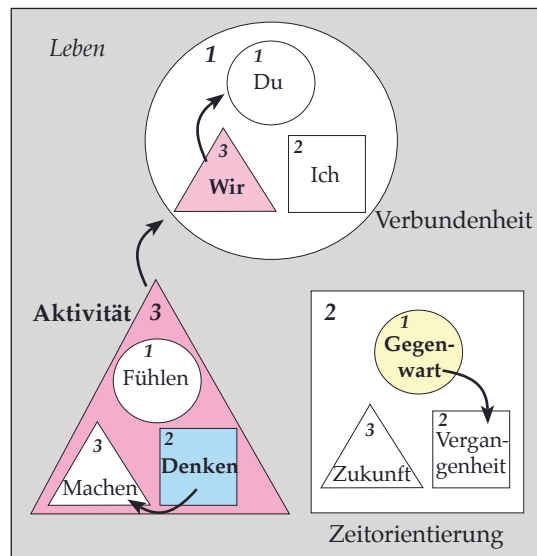 Leben
1
1
Du
3
Wir
2
Ich
Verbundenheit
Aktivität 3
1
Fühlen
3
Machen
2
Denken
2
1
Gegen-
wart
3
Zukunft
2
Vergan-
genheit
Zeitorientierung